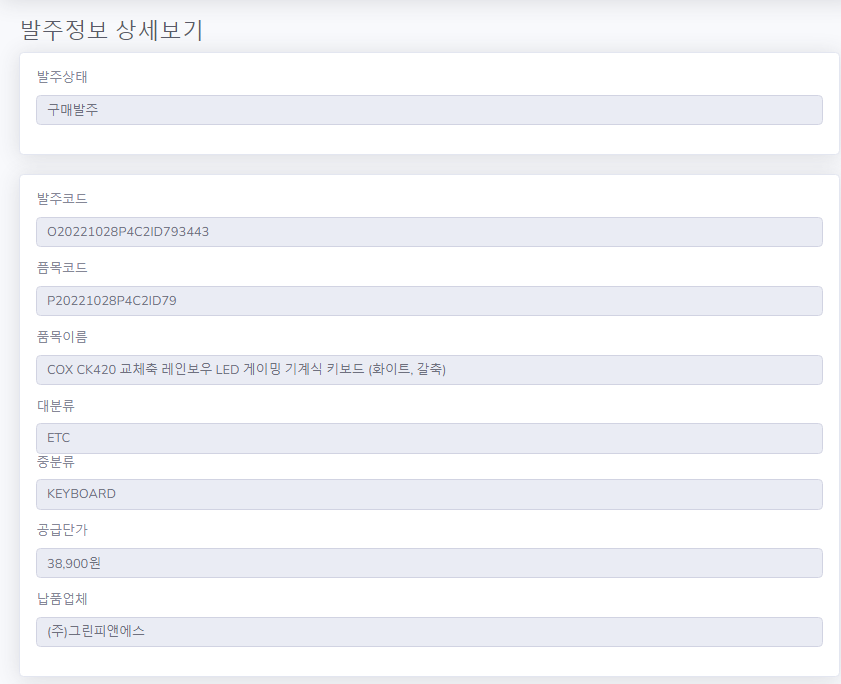 발주정보 상세보기
발주상태
구매발주
발주코드
O20221028P4C2ID793443
품목코드
P20221028P4C2ID79
품목이름
COX CK420 교체축 레인보우 LED 게이밍 기계식 키보드 (화이트, 갈축)
대분류
ETC
중분류
KEYBOARD
공급단가
38,900원
납품업체
(주)그린피앤에스